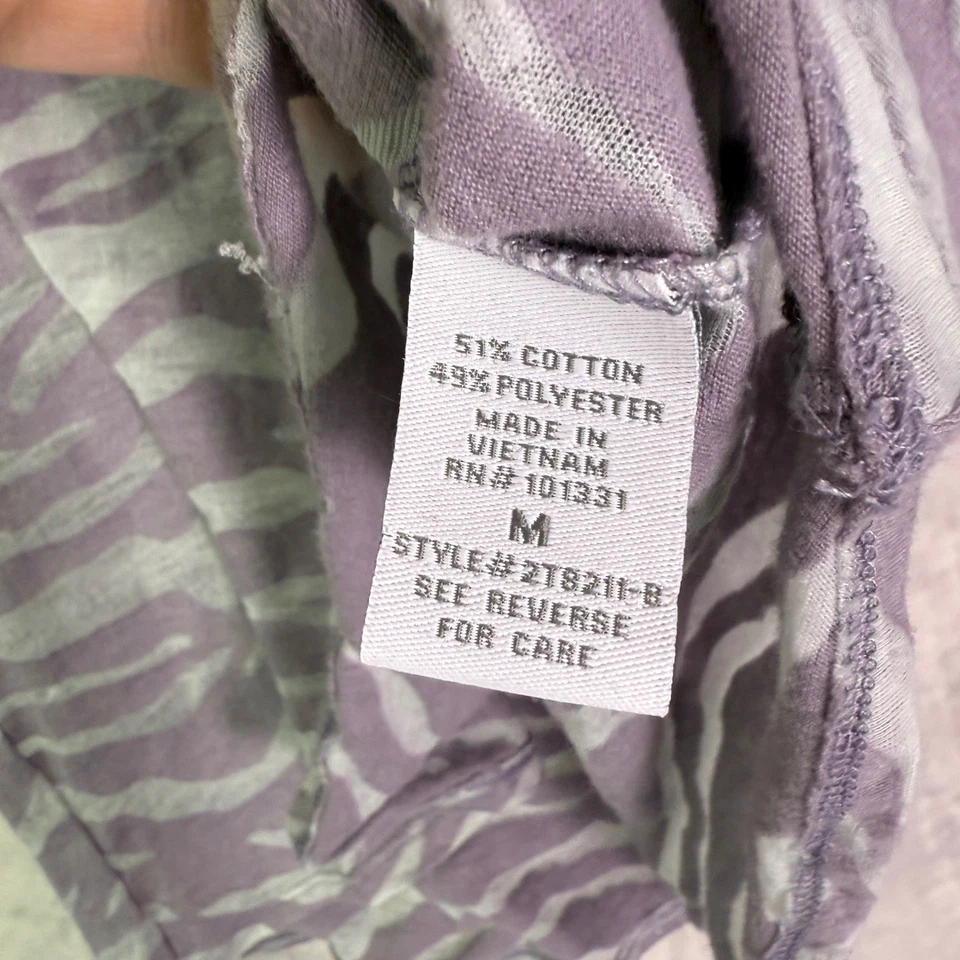 51% COTTON
49% POLYESTER
MADE IN
VIETNAM
RN# 101331
M
STYLE# 2T8211-B
SEE REVERSE
FOR CARE